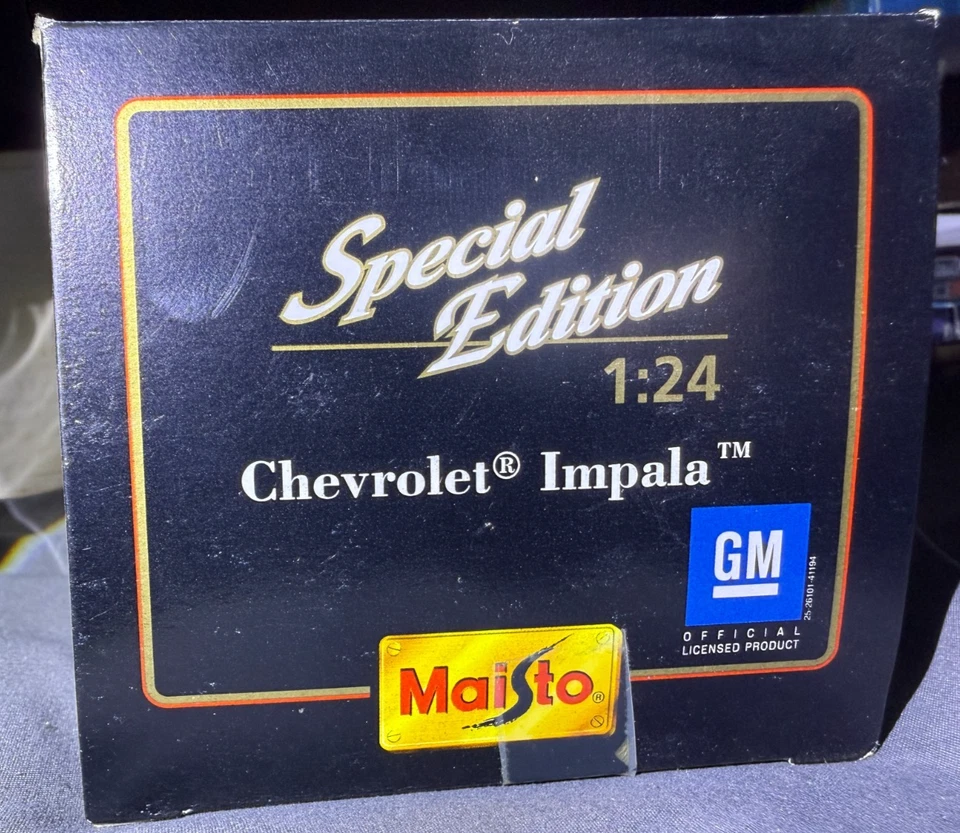 Special
Edition
1:24
Chevrolet® Impala™
GM
25-26101-41194
OFFICIAL
LICENSED PRODUCT
Maisto®